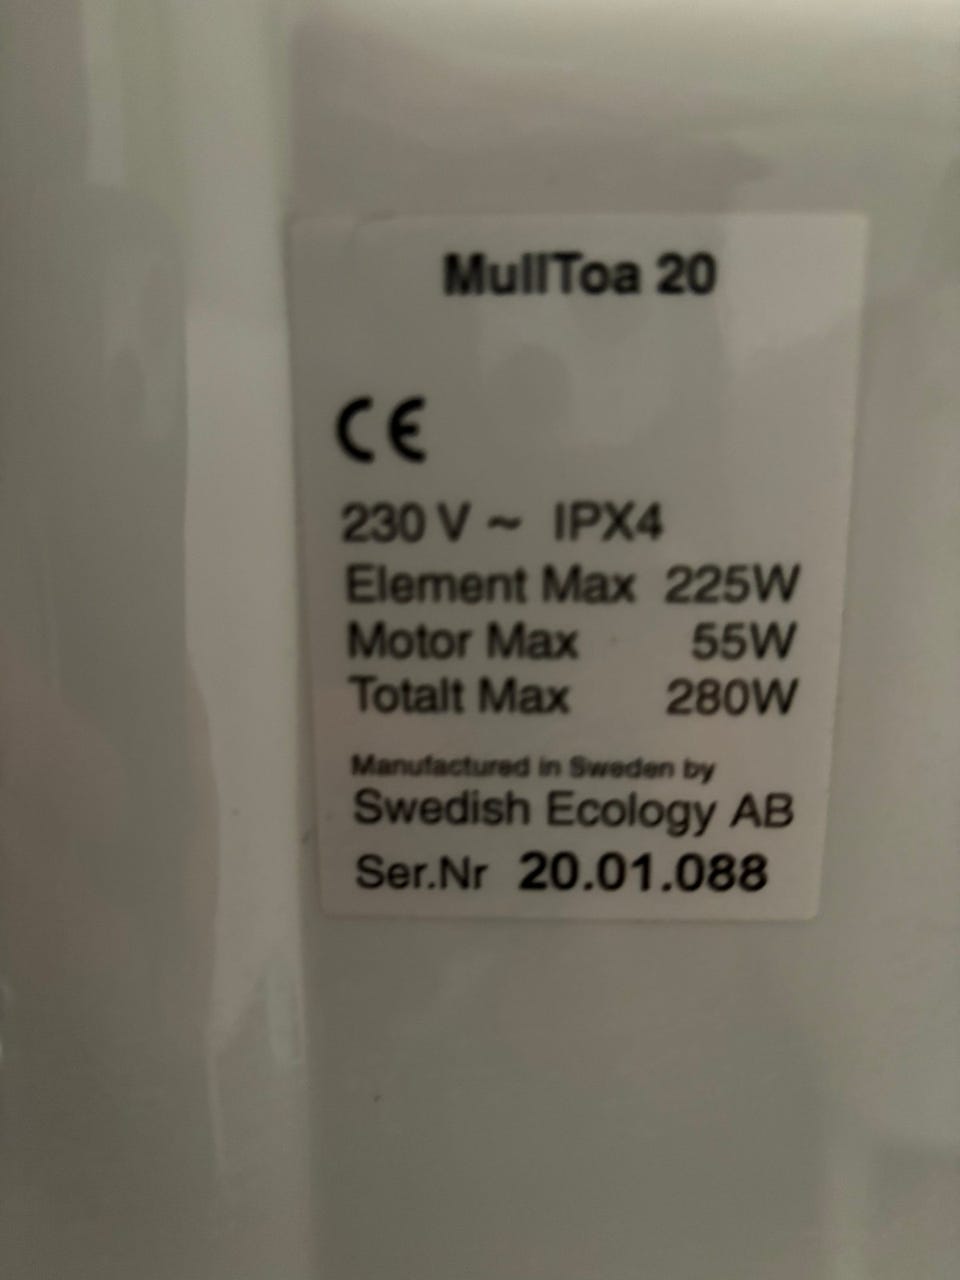 MullToa 20
CE
230 V ~ IPX4
Element Max 225W
Motor Max 55W
Totalt Max 280W
Manufactured in Sweden by
Swedish Ecology AB
Ser.Nr 20.01.088